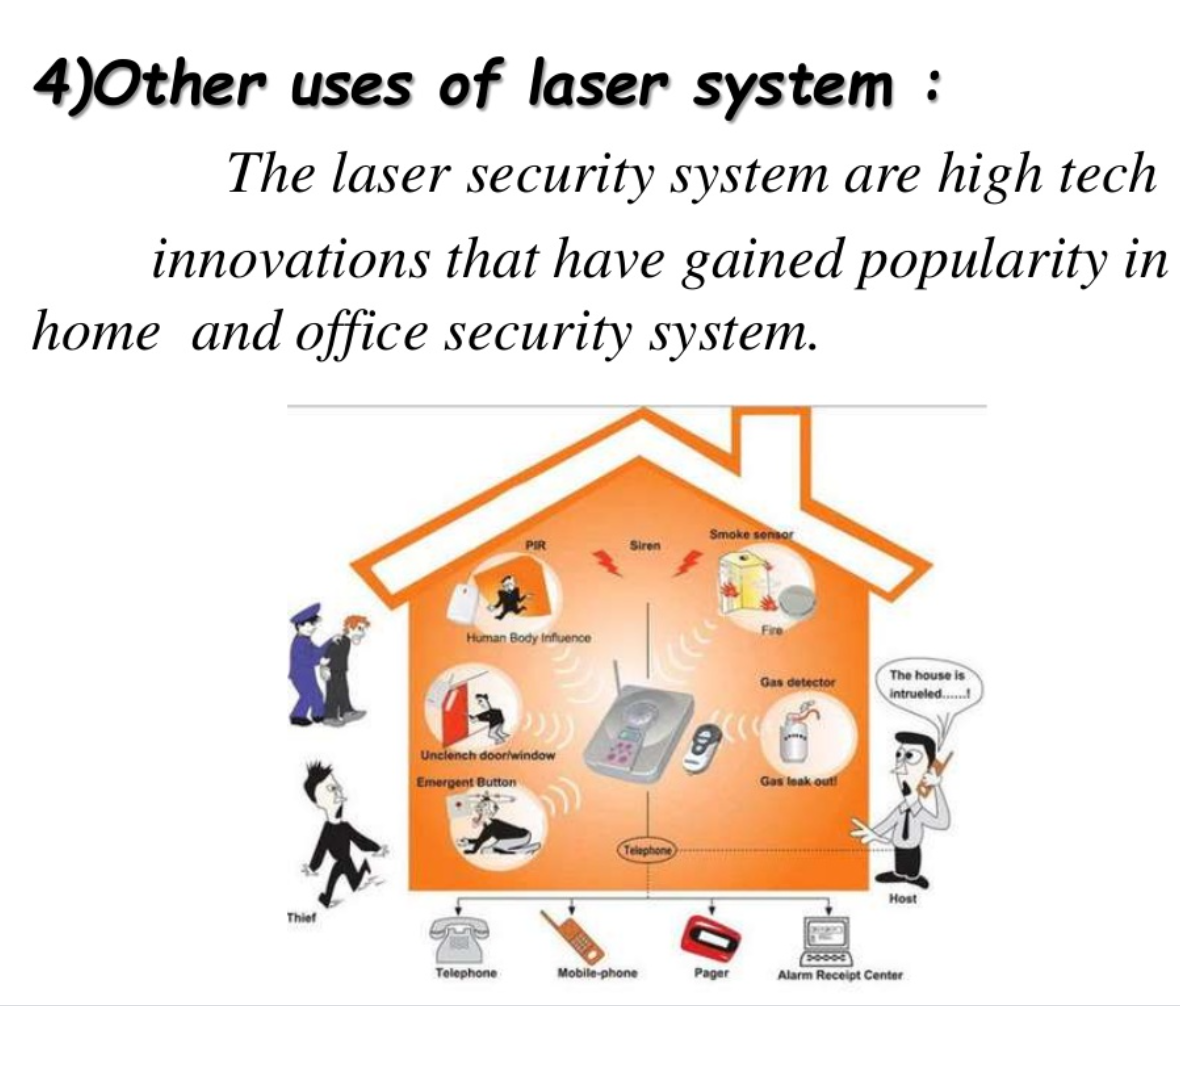 4)Other uses of laser system :
The laser security system are high tech
innovations that have gained popularity in
home and office security system.
PIR
Siren
Smoke sensor
Human Body Influence
Fire
Gas detector
The house is
intrueled......!
Unclench door/window
Emergent Button
Gas leak out!
Telephone
Host
Thief
Telephone
Mobile-phone
Pager
Alarm Receipt Center